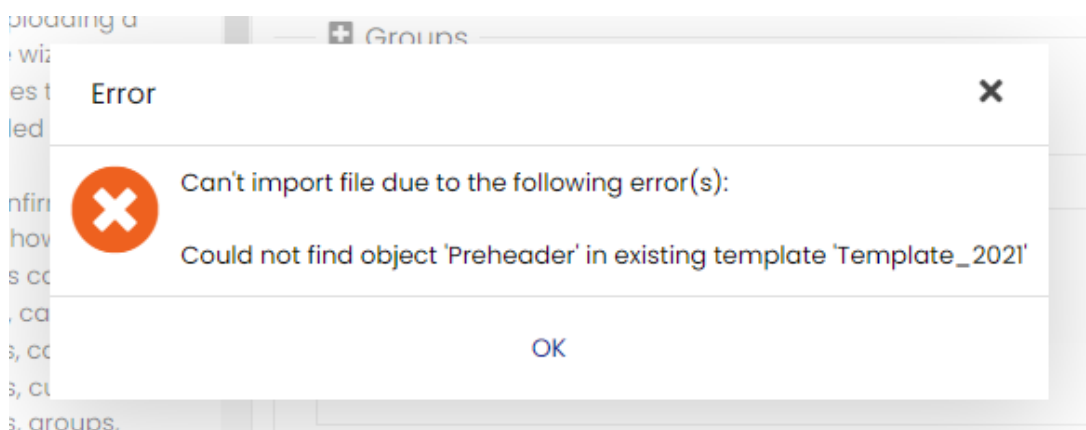 Groups
Error
Can't import file due to the following error(s):
Could not find object 'Preheader' in existing template 'Template_2021'
OK
s, groups,